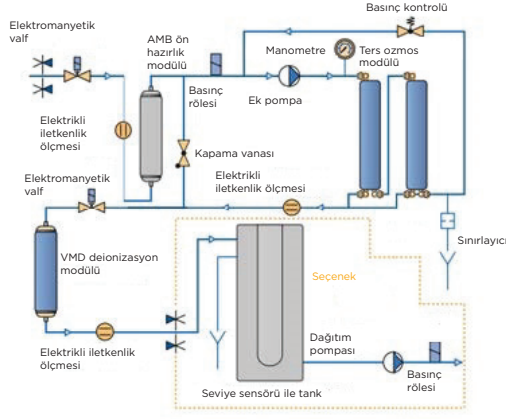 Basınç kontrolü
Elektromanyetik
valf
AMB ön
hazırlık
modülü
Manometre
Ters ozmos
modülü
Basınç
rölesi
Ek pompa
Elektrikli
iletkenlik
ölçmesi
Kapama vanası
Elektromanyetik
valf
Elektrikli
iletkenlik ölçmesi
Sınırlayıcı
VMD deionizasyon
modülü
Seçenek
Elektrikli iletkenlik
ölçmesi
Dağıtım
pompası
Basınç
rölesi
Seviye sensörü ile tank